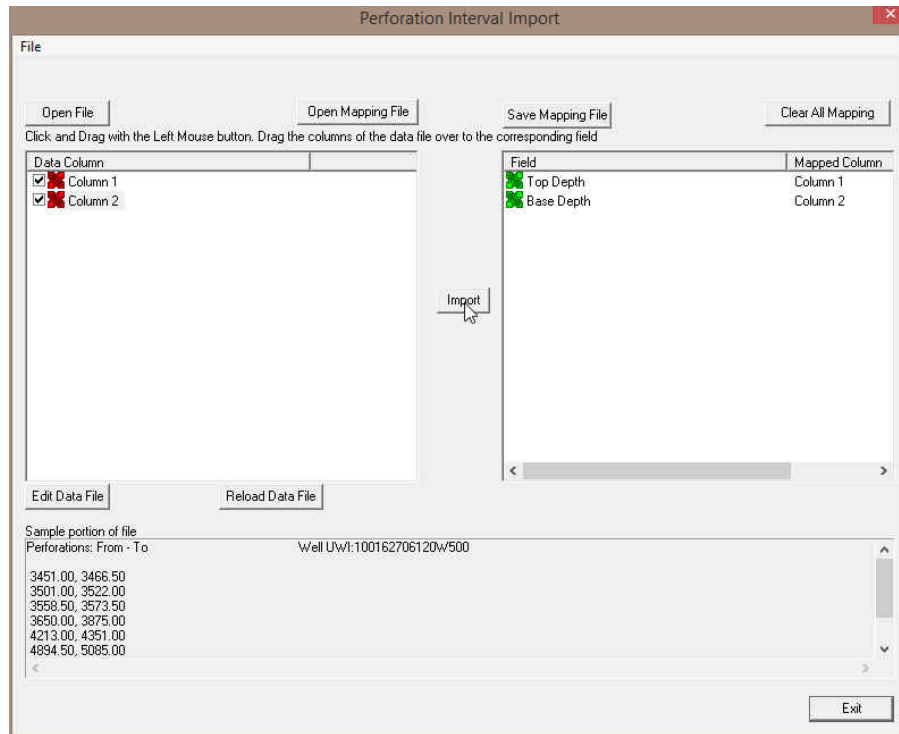 Perforation Interval Import
File
Open File
Open Mapping File
Save Mapping File
Clear All Mapping
Click and Drag with the Left Mouse button. Drag the columns of the data file over to the corresponding field
Data Column
Column 1
Column 2
Import
Field Mapped Column
Top Depth Column 1
Base Depth Column 2
Edit Data File
Reload Data File
Sample portion of file
Perforations: From - To Well UWI:100162706120W500
3451.00, 3466.50
3501.00, 3522.00
3558.50, 3573.50
3650.00, 3875.00
4213.00, 4351.00
4894.50, 5085.00
Exit